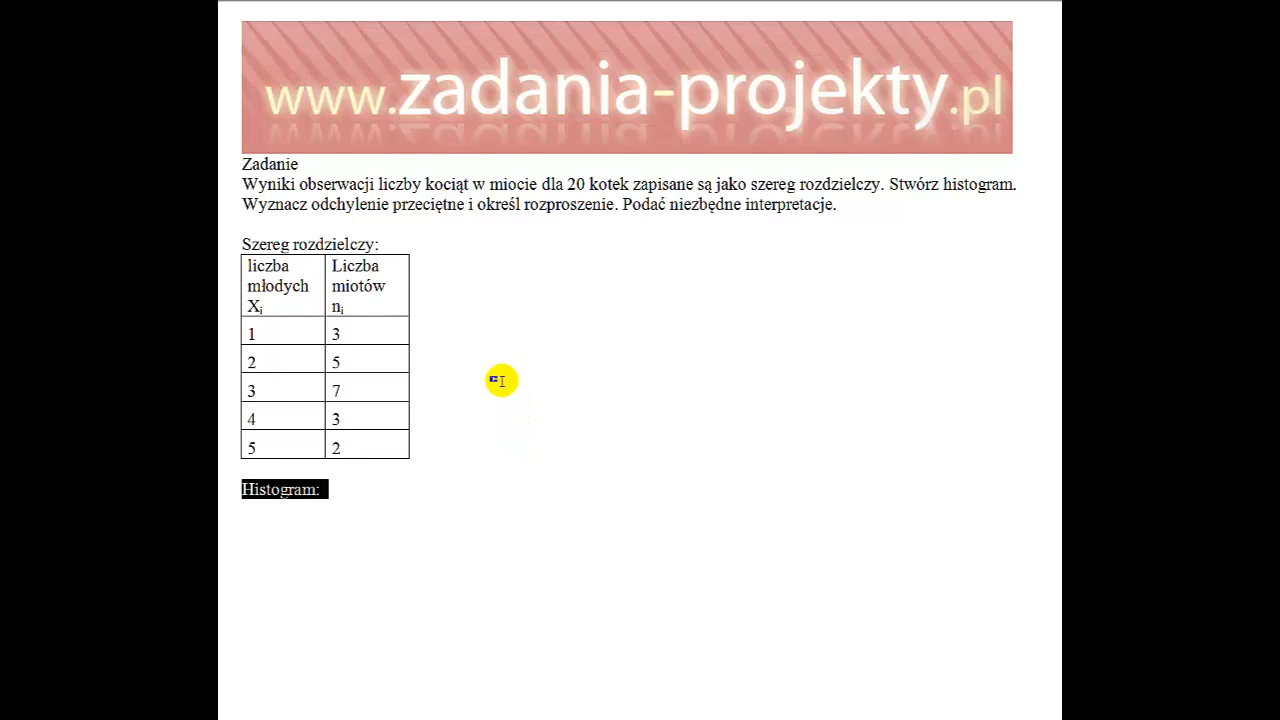 www.zadania-projekty.pl
Zadanie
Wyniki obserwacji liczby kociąt w miocie dla 20 kotek zapisane są jako szereg rozdzielczy. Stwórz histogram.
Wyznacz odchylenie przeciętne i określ rozproszenie. Podać niezbędne interpretacje.
Szereg rozdzielczy:
liczba młodych Xi Liczba miotów ni
1 3
2 5
3 7
4 3
5 2
Histogram: